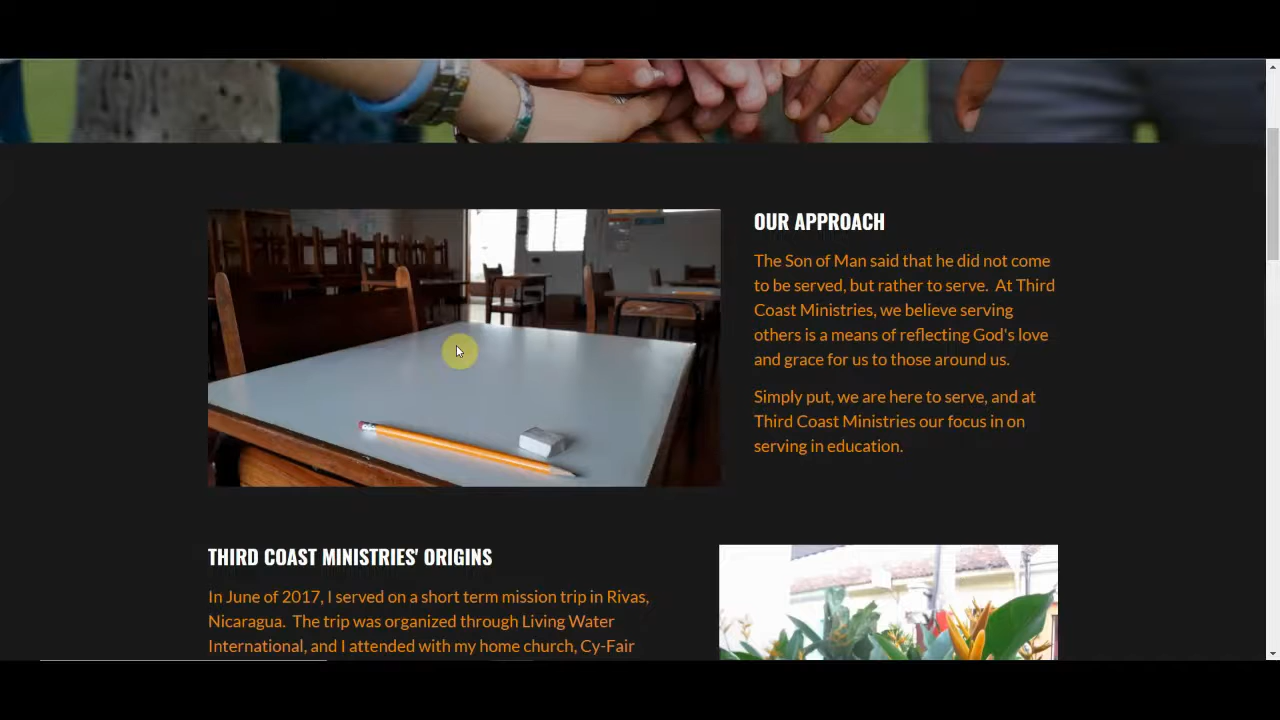 OUR APPROACH
The Son of Man said that he did not come
to be served, but rather to serve.  At Third
Coast Ministries, we believe serving
others is a means of reflecting God's love
and grace for us to those around us.
Simply put, we are here to serve, and at
Third Coast Ministries our focus in on
serving in education.
THIRD COAST MINISTRIES' ORIGINS
In June of 2017, I served on a short term mission trip in Rivas,
Nicaragua.  The trip was organized through Living Water
International, and I attended with my home church, Cy-Fair